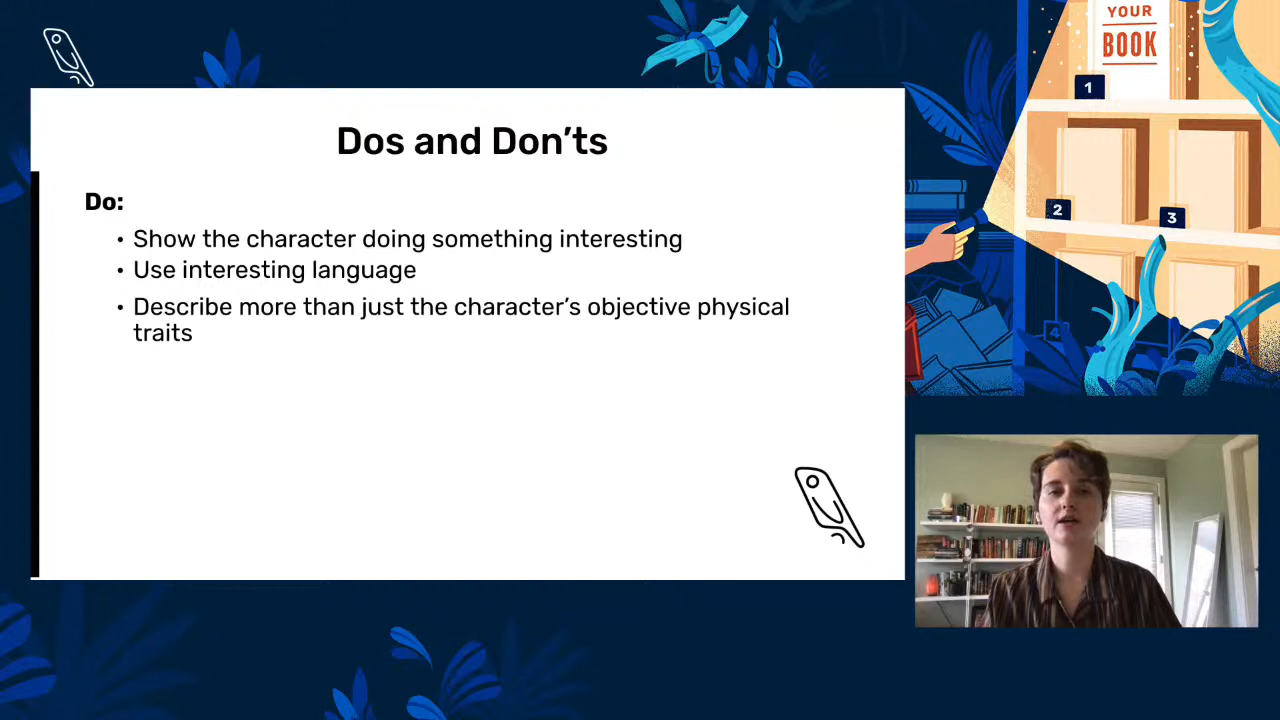 Dos and Don’ts
Do:
• Show the character doing something interesting
• Use interesting language
• Describe more than just the character’s objective physical
traits
YOUR
BOOK
1
2
3
4